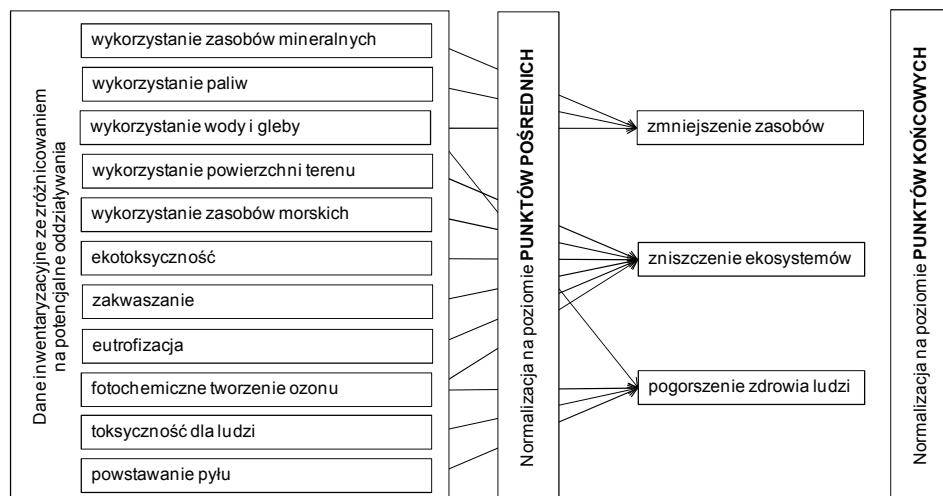 Dane inwentaryzacyjne ze zróżnicowaniem
na potencjalne oddziaływania
wykorzystanie zasobów mineralnych
wykorzystanie paliw
wykorzystanie wody i gleby
wykorzystanie powierzchni terenu
wykorzystanie zasobów morskich
ekotoksyczność
zakwaszanie
eutrofizacja
fotochemiczne tworzenie ozonu
toksyczność dla ludzi
powstawanie pyłu
Normalizacja na poziomie PUNKTÓW POŚREDNICH
zmniejszenie zasobów
zniszczenie ekosystemów
pogorszenie zdrowia ludzi
Normalizacja na poziomie PUNKTÓW KOŃCOWYCH